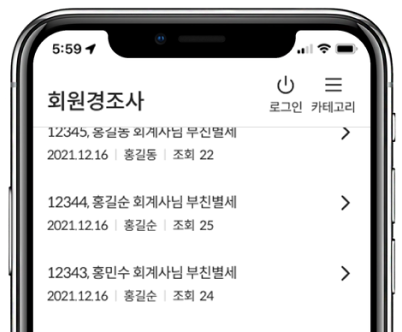 5:59
회원경조사
로그인 카테고리
12345, 홍길동 회계사님 부친별세
2021.12.16 | 홍길동 | 조회 22
12344, 홍길순 회계사님 부친별세
2021.12.16 | 홍길순 | 조회 25
12343, 홍민수 회계사님 부친별세
2021.12.16 | 홍길순 | 조회 24